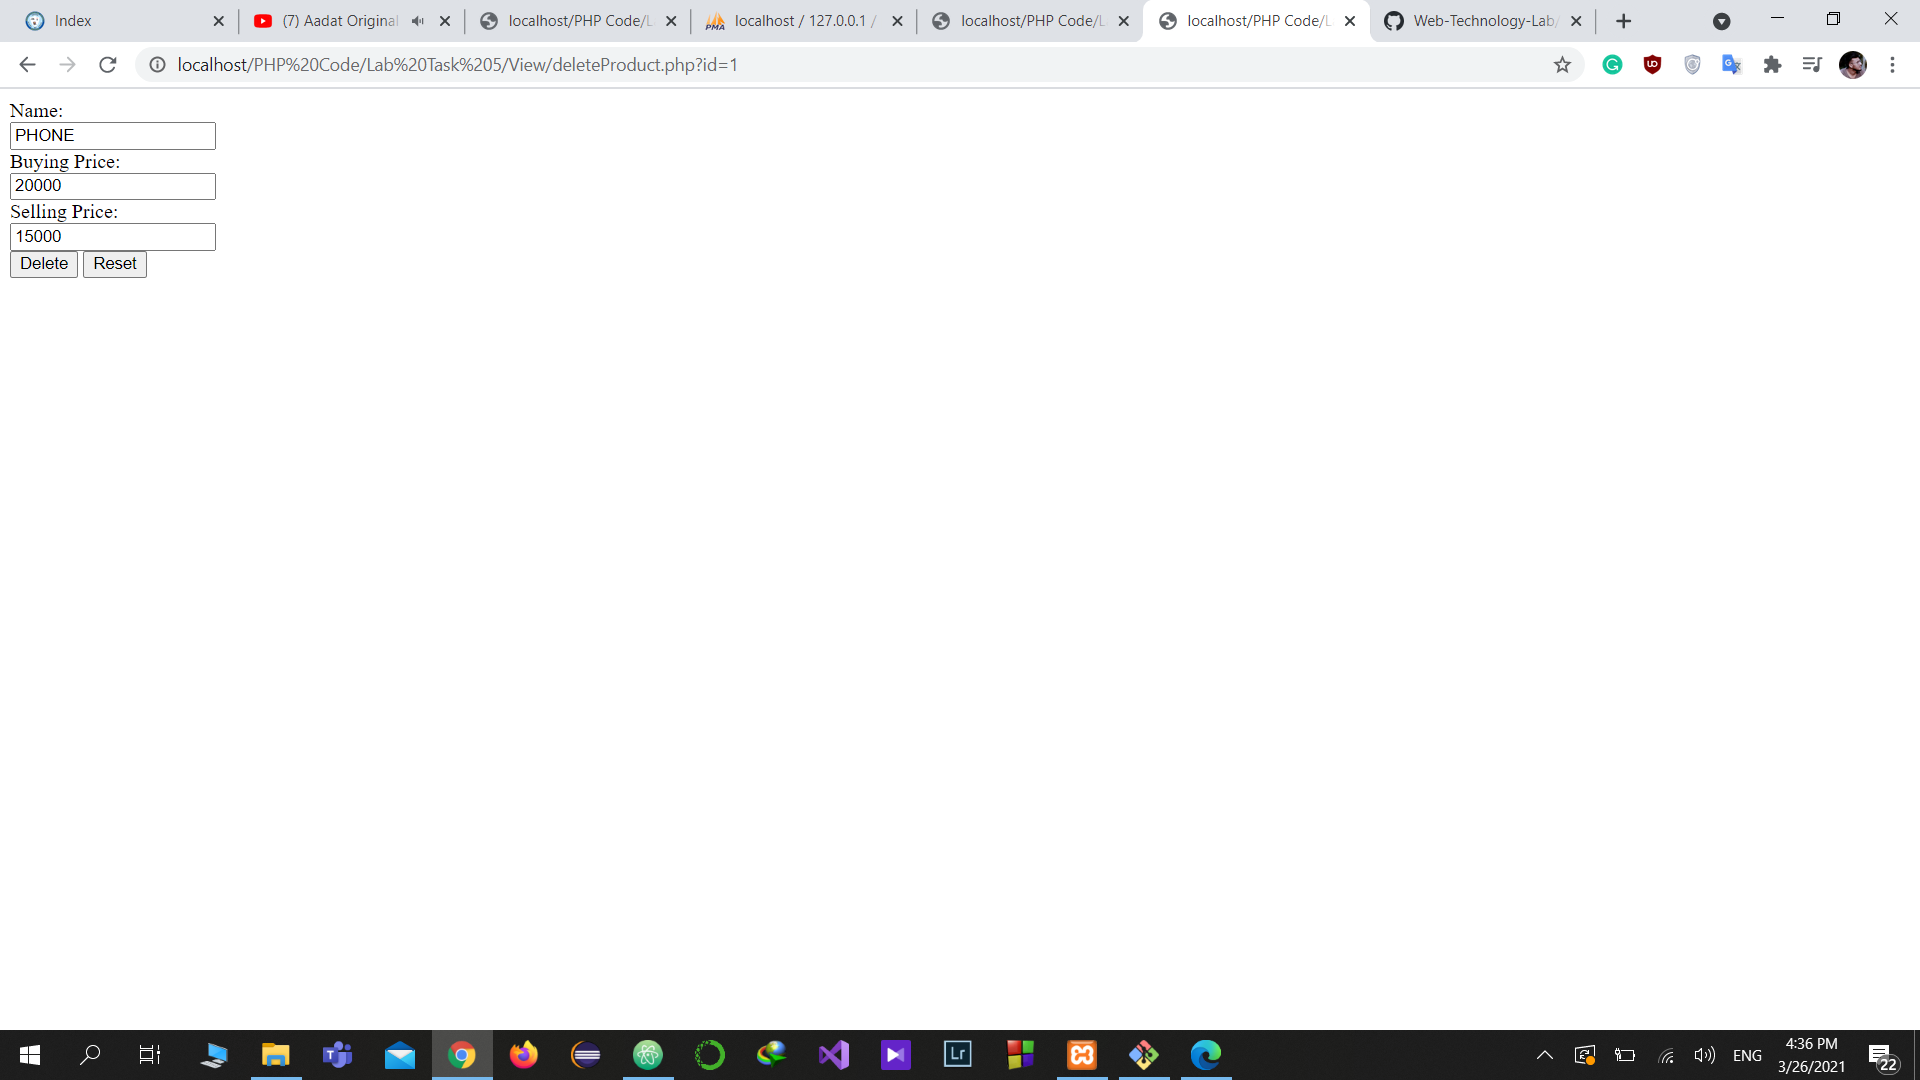 Index
(7) Aadat Original
localhost/PHP Code/L
localhost / 127.0.0.1 /
localhost/PHP Code/L
localhost/PHP Code/L
Web-Technology-Lab/
localhost/PHP%20Code/Lab%20Task%205/View/deleteProduct.php?id=1
Name:
PHONE
Buying Price:
20000
Selling Price:
15000
Delete Reset
Lr
ENG
4:36 PM
3/26/2021
22